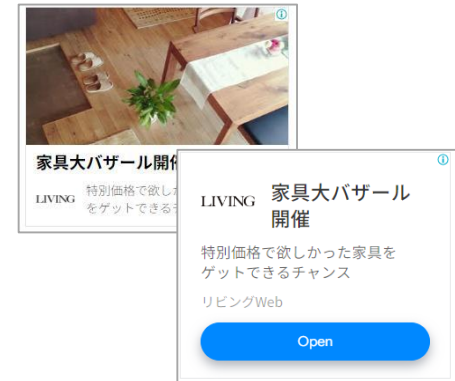 家具大バザール開
LIVING
特別価格で欲し
をゲットできる
LIVING
家具大バザール
開催
特別価格で欲しかった家具を
ゲットできるチャンス
リビングWeb
Open